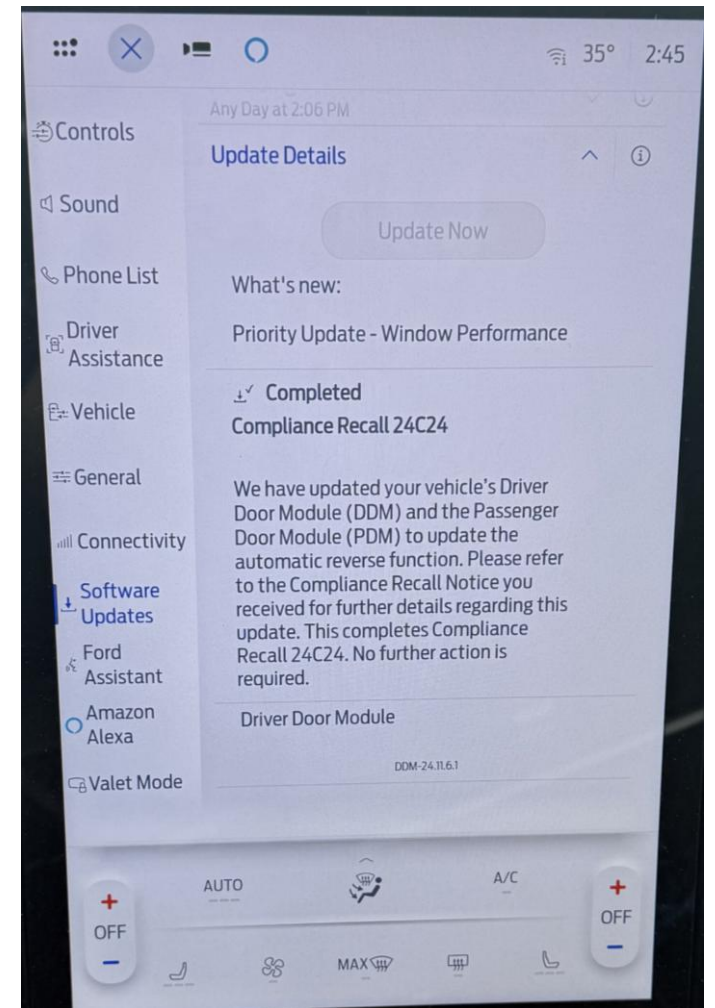 35° 2:45
Any Day at 2:06 PM
Controls
Sound
Phone List
Driver
Assistance
Vehicle
General
Connectivity
Software
Updates
Ford
Assistant
Amazon
Alexa
Valet Mode
Update Details
Update Now
What's new:
Priority Update - Window Performance
Completed
Compliance Recall 24C24
We have updated your vehicle's Driver
Door Module (DDM) and the Passenger
Door Module (PDM) to update the
automatic reverse function. Please refer
to the Compliance Recall Notice you
received for further details regarding this
update. This completes Compliance
Recall 24C24. No further action is
required.
Driver Door Module
DDM-24.11.6.1
AUTO
A/C
+
OFF
−
MAX
+
OFF
−